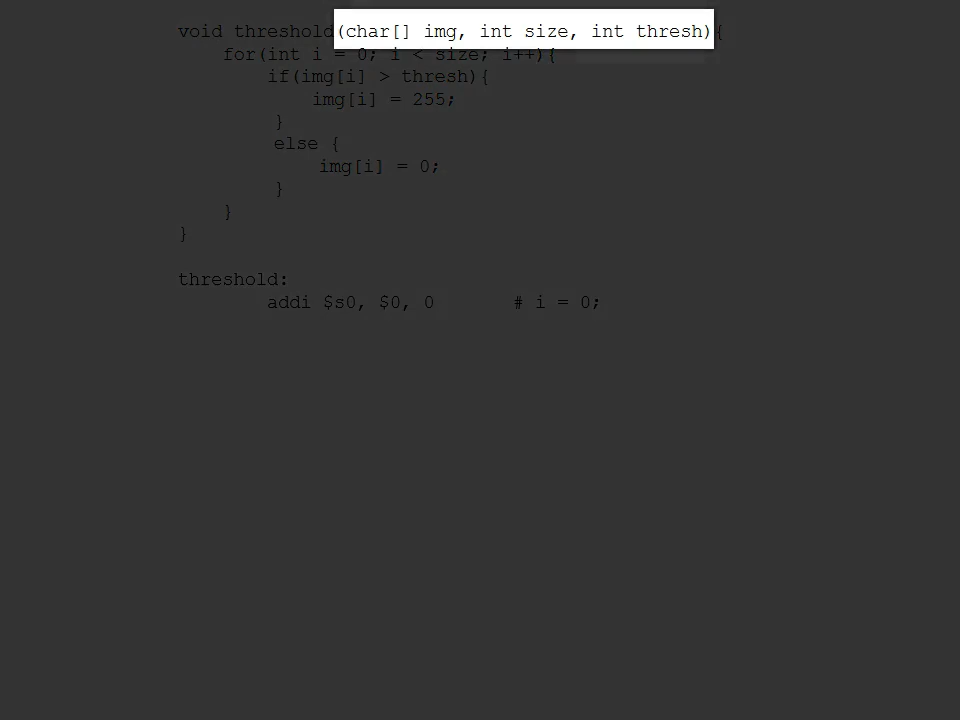 void threshold(char[] img, int size, int thresh){
for(int i = 0; i < size; i++){
if(img[i] > thresh){
img[i] = 255;
}
else {
img[i] = 0;
}
}
}
threshold:
addi $s0, $0, 0 # i = 0;